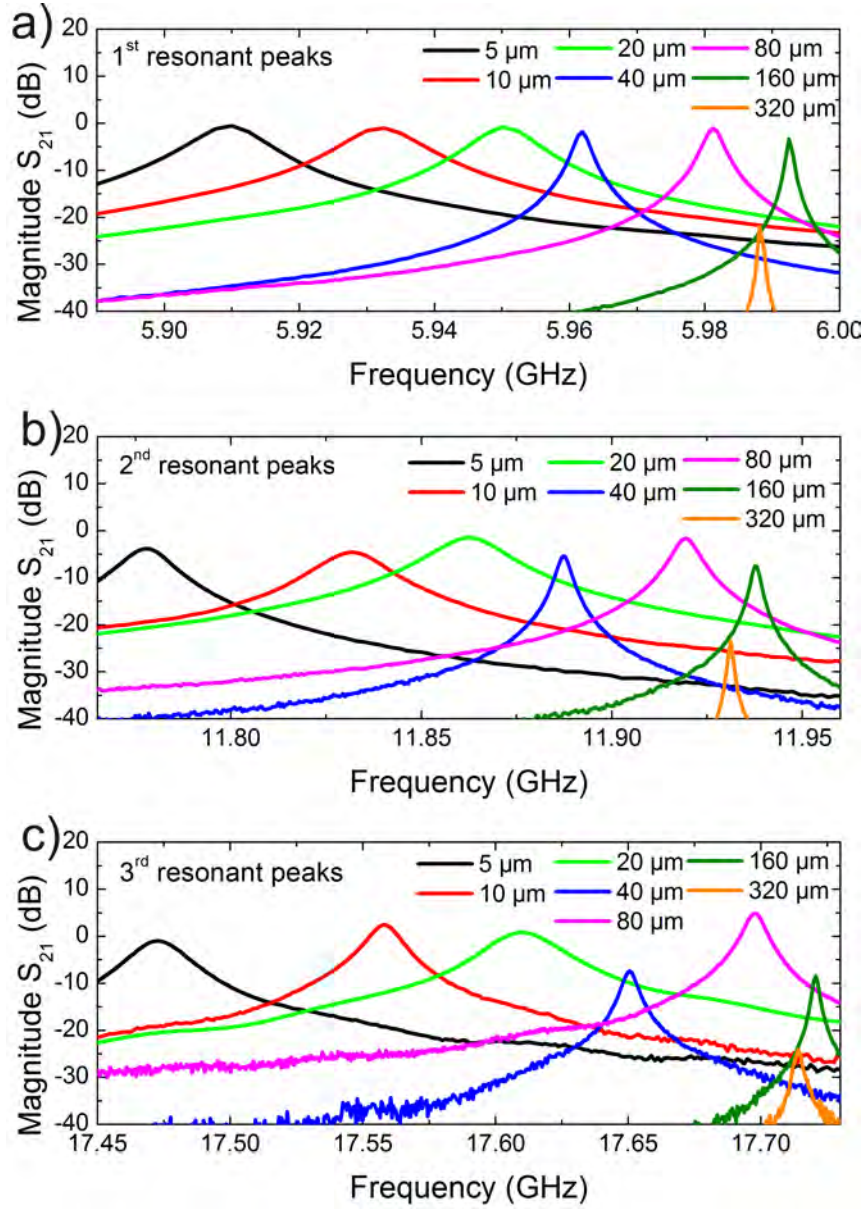 a)
1st resonant peaks
5 µm 20 µm 80 µm
10 µm 40 µm 160 µm
320 µm
Magnitude S21 (dB)
20
10
0
-10
-20
-30
-40
5.90 5.92 5.94 5.96 5.98 6.00
Frequency (GHz)
b)
2nd resonant peaks
5 µm 20 µm 80 µm
10 µm 40 µm 160 µm
320 µm
Magnitude S21 (dB)
20
10
0
-10
-20
-30
-40
11.80 11.85 11.90 11.95
Frequency (GHz)
c)
3rd resonant peaks
5 µm 20 µm 160 µm
10 µm 40 µm 320 µm
80 µm
Magnitude S21 (dB)
20
10
0
-10
-20
-30
-40
17.45 17.50 17.55 17.60 17.65 17.70
Frequency (GHz)